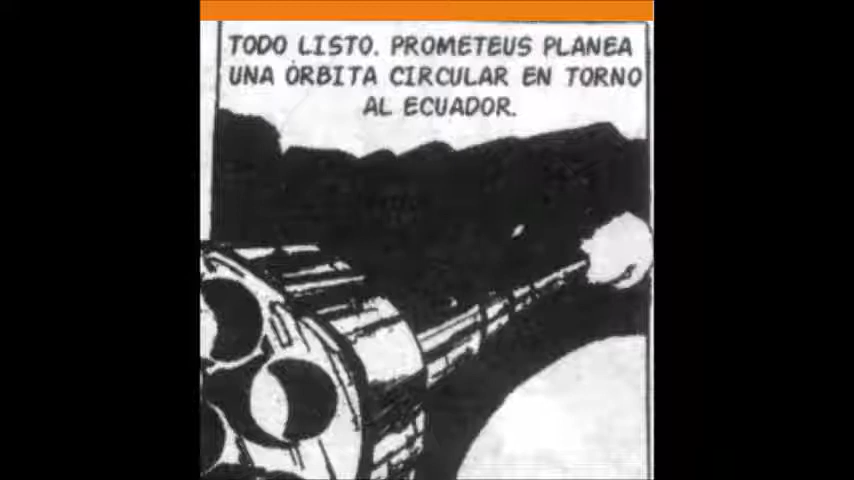 TODO LISTO. PROMETEUS PLANEA
UNA ÓRBITA CIRCULAR EN TORNO
AL ECUADOR.